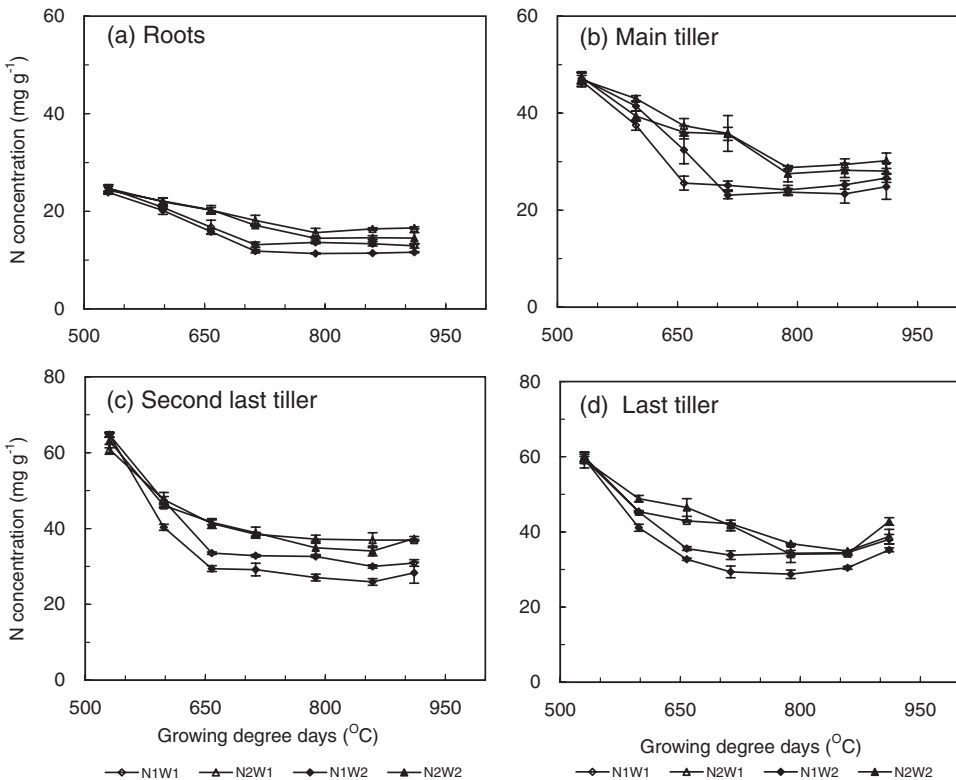 (a) Roots
60
40
20
0
500 650 800 950
N concentration (mg g-1)
(b) Main tiller
60
40
20
0
500 650 800 950
(c) Second last tiller
80
60
40
20
0
500 650 800 950
N concentration (mg g-1)
Growing degree days (OC)
(d) Last tiller
80
60
40
20
0
500 650 800 950
Growing degree days (OC)
N1W1 N2W1 N1W2 N2W2
N1W1 N2W1 N1W2 N2W2